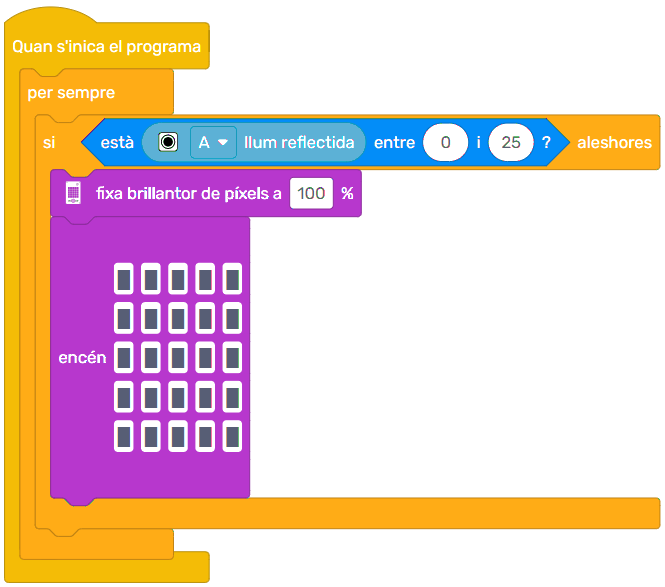 Quan s'inica el programa
per sempre
si està A llum reflectida entre 0 i 25 ? aleshores
fixa brillantor de píxels a 100 %
encén